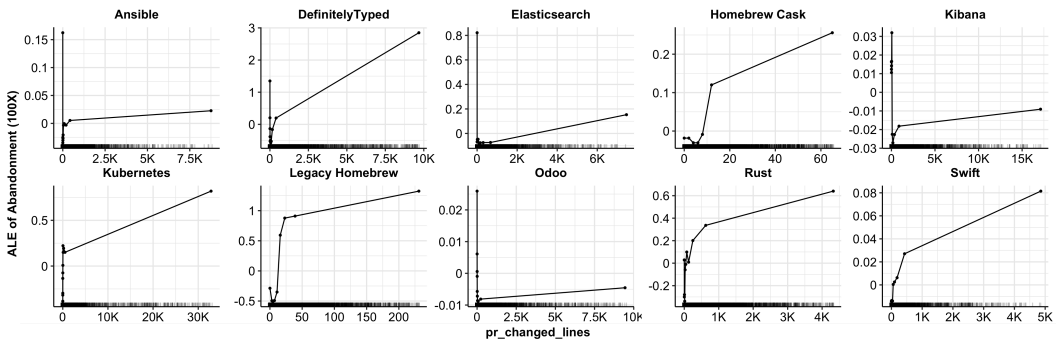 Ansible DefinitelyTyped Elasticsearch Homebrew Cask Kibana
0.15 0.1 0.05 0
3 2 1 0
0.8 0.6 0.4 0.2 0
0.2 0.1 0
0.03 0.02 0.01 0 -0.01 -0.02 -0.03
0 2.5K 5K 7.5K
0 2.5K 5K 7.5K 10K
0 2K 4K 6K
0 20 40 60
0 5K 10K 15K
Kubernetes Legacy Homebrew Odoo Rust Swift
0.5 0
1 0.5 0 -0.5
0.02 0.01 0 -0.01
0.6 0.4 0.2 0 -0.2
0.08 0.06 0.04 0.02 0
0 10K 20K 30K
0 50 100 150 200
0 2.5K 5K 7.5K 10K
0 1K 2K 3K 4K
0 1K 2K 3K 4K 5K
ALE of Abandonment (100X)
pr_changed_lines